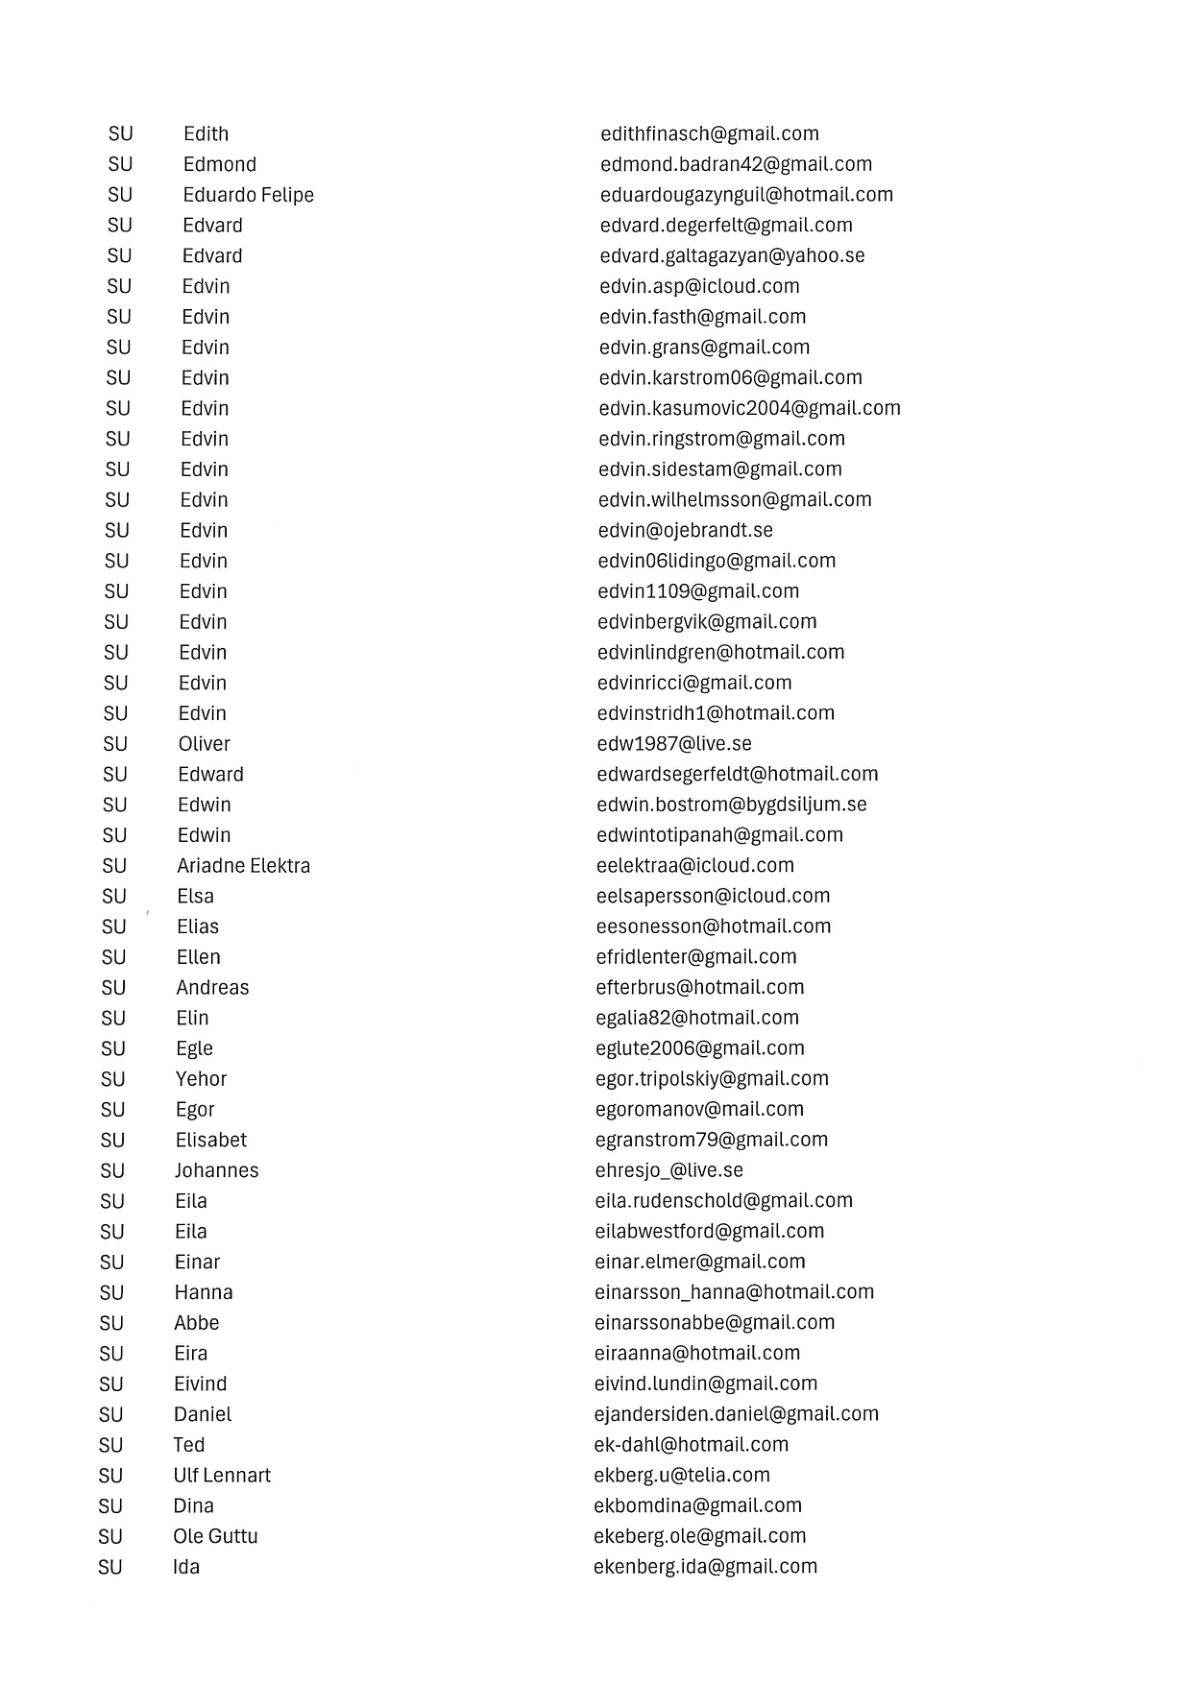 SU Edith edithfinasch@gmail.com
SU Edmond edmond.badran42@gmail.com
SU Eduardo Felipe eduardougazynguil@hotmail.com
SU Edvard edvard.degerfelt@gmail.com
SU Edvard edvard.galtagazyan@yahoo.se
SU Edvin edvin.asp@icloud.com
SU Edvin edvin.fasth@gmail.com
SU Edvin edvin.grans@gmail.com
SU Edvin edvin.karstrom06@gmail.com
SU Edvin edvin.kasumovic2004@gmail.com
SU Edvin edvin.ringstrom@gmail.com
SU Edvin edvin.sidestam@gmail.com
SU Edvin edvin.wilhelmsson@gmail.com
SU Edvin edvin@ojebrandt.se
SU Edvin edvin06lidingo@gmail.com
SU Edvin edvin1109@gmail.com
SU Edvin edvinbergvik@gmail.com
SU Edvin edvinlindgren@hotmail.com
SU Edvin edvinricci@gmail.com
SU Edvin edvinstridh1@hotmail.com
SU Oliver edw1987@live.se
SU Edward edwardsegerfeldt@hotmail.com
SU Edwin edwin.bostrom@bygdsiljum.se
SU Edwin edwintotipanah@gmail.com
SU Ariadne Elektra eelektraa@icloud.com
SU Elsa eelsapersson@icloud.com
SU Elias eesonesson@hotmail.com
SU Ellen efridlenter@gmail.com
SU Andreas efterbrus@hotmail.com
SU Elin egalia82@hotmail.com
SU Egle eglute2006@gmail.com
SU Yehor egor.tripolskiy@gmail.com
SU Egor egoromanov@mail.com
SU Elisabet egranstrom79@gmail.com
SU Johannes ehresjo_@live.se
SU Eila eila.rudenschold@gmail.com
SU Eila eilabwestford@gmail.com
SU Einar einar.elmer@gmail.com
SU Hanna einarsson_hanna@hotmail.com
SU Abbe einarssonabbe@gmail.com
SU Eira eiraanna@hotmail.com
SU Eivind eivind.lundin@gmail.com
SU Daniel ejandersiden.daniel@gmail.com
SU Ted ek-dahl@hotmail.com
SU Ulf Lennart ekberg.u@telia.com
SU Dina ekbomdina@gmail.com
SU Ole Guttu ekeberg.ole@gmail.com
SU Ida ekenberg.ida@gmail.com